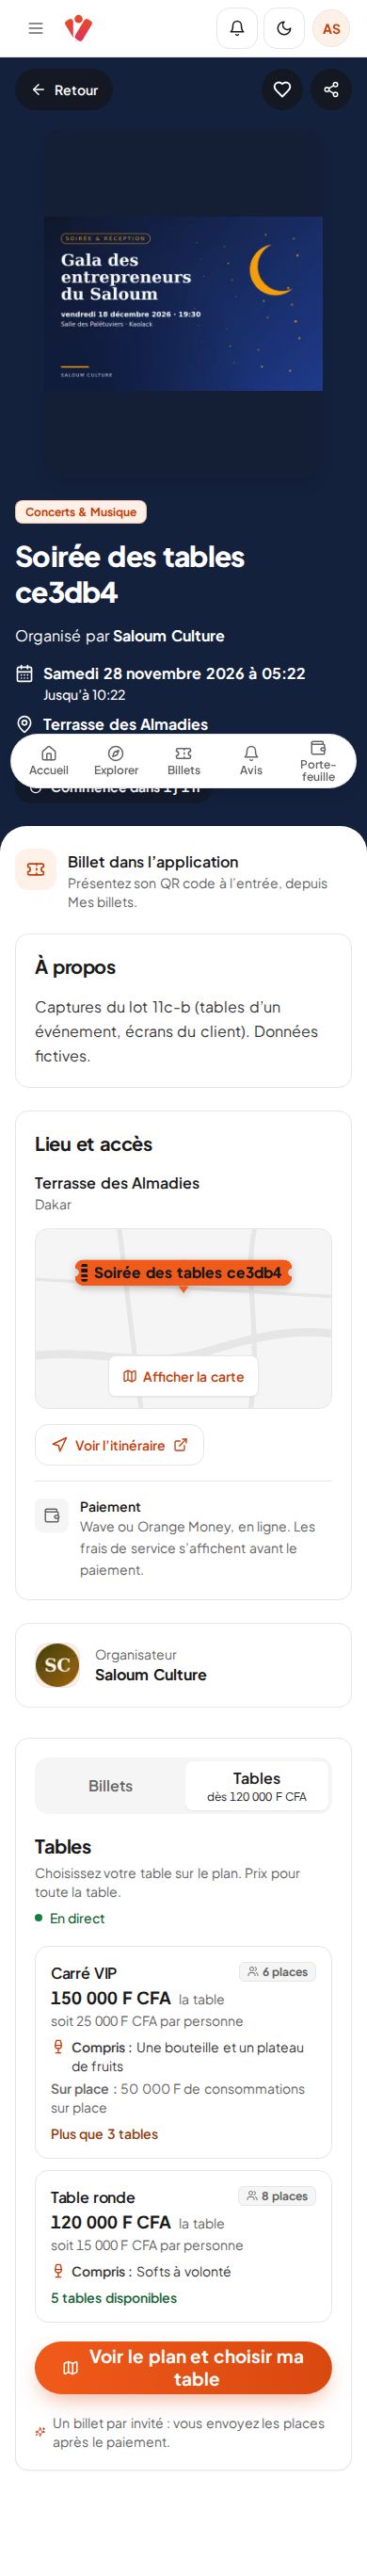 AS
Retour
SOIRÉE & RÉCEPTION
Gala des
entrepreneurs
du Saloum
vendredi 18 décembre 2026 · 19:30
Salle des Palétuviers · Kaolack
SALOUM CULTURE
Concerts & Musique
Soirée des tables
ce3db4
Organisé par Saloum Culture
Samedi 28 novembre 2026 à 05:22
Jusqu’à 10:22
Terrasse des Almadies
Accueil
Explorer
Billets
Avis
Porte-
feuille
Billet dans l’application
Présentez son QR code à l’entrée, depuis
Mes billets.
À propos
Captures du lot 11c-b (tables d’un
événement, écrans du client). Données
fictives.
Lieu et accès
Terrasse des Almadies
Dakar
Soirée des tables ce3db4
Afficher la carte
Voir l’itinéraire
Paiement
Wave ou Orange Money, en ligne. Les
frais de service s’affichent avant le
paiement.
SC
Organisateur
Saloum Culture
Billets
Tables
dès 120 000 F CFA
Tables
Choisissez votre table sur le plan. Prix pour
toute la table.
En direct
Carré VIP
6 places
150 000 F CFA la table
soit 25 000 F CFA par personne
Compris : Une bouteille et un plateau
de fruits
Sur place : 50 000 F de consommations
sur place
Plus que 3 tables
Table ronde
8 places
120 000 F CFA la table
soit 15 000 F CFA par personne
Compris : Softs à volonté
5 tables disponibles
Voir le plan et choisir ma
table
Un billet par invité : vous envoyez les places
après le paiement.